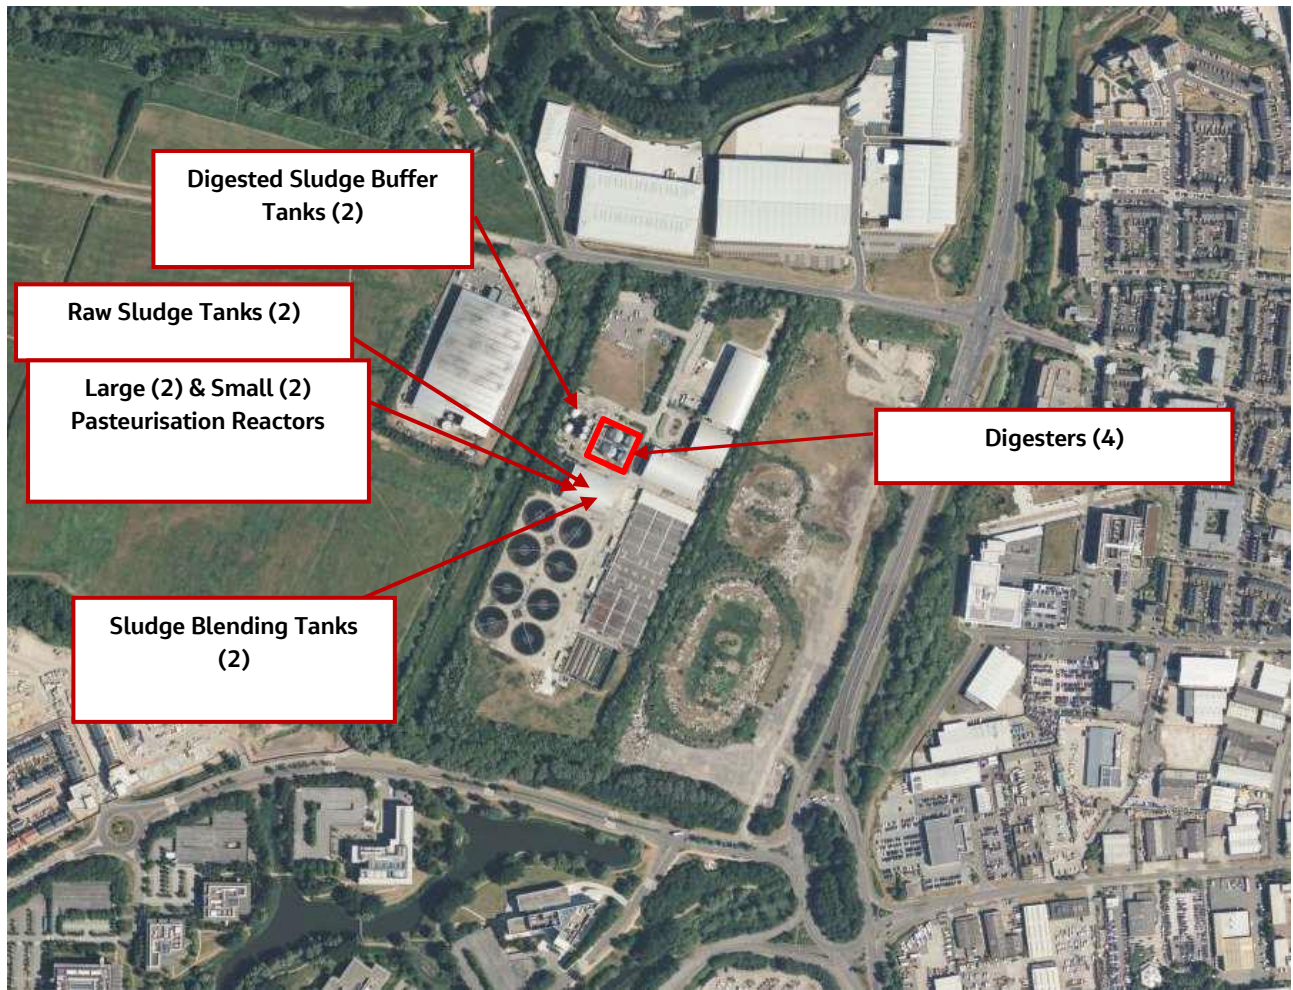 Digested Sludge Buffer
Tanks (2)
Raw Sludge Tanks (2)
Large (2) & Small (2)
Pasteurisation Reactors
Digesters (4)
Sludge Blending Tanks
(2)